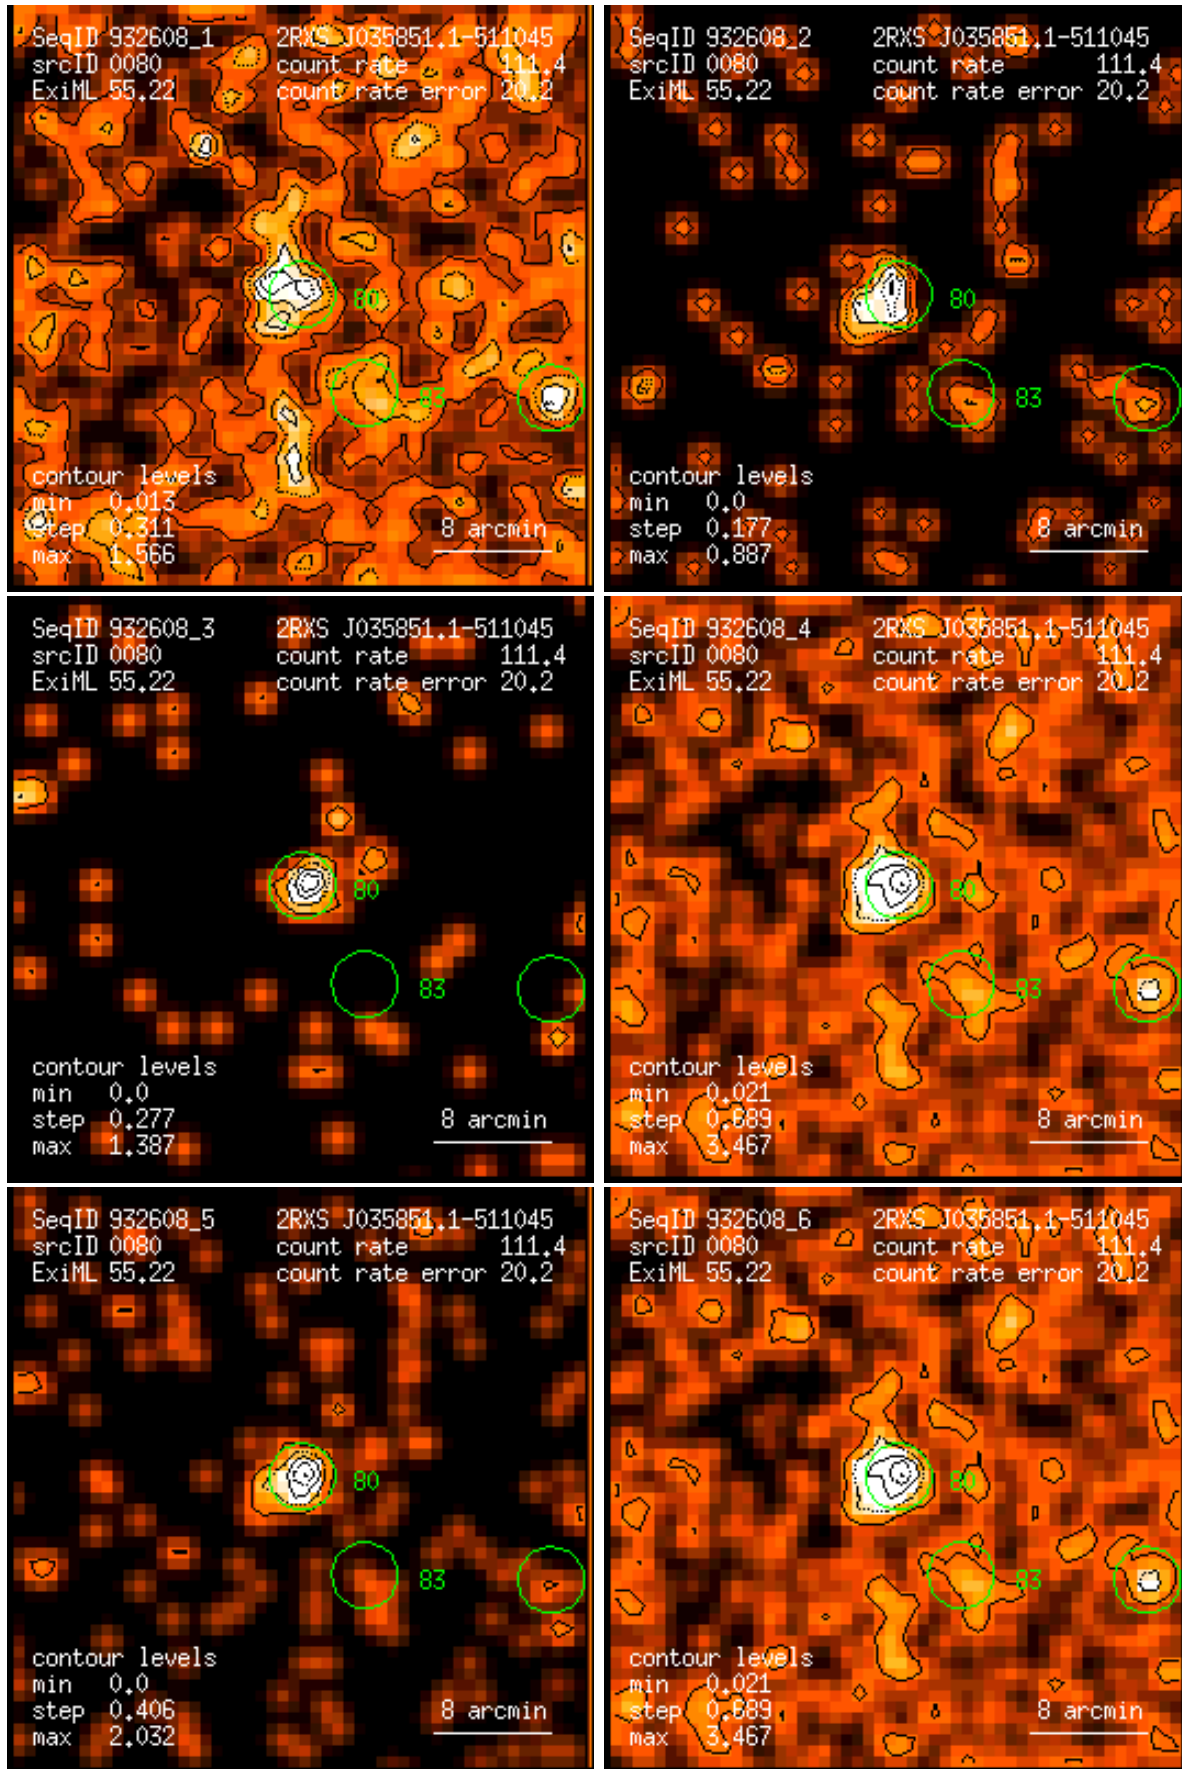 SeqID 932608_1 2RXS J035851.1-511045
srcID 0080 count rate 111.4
ExiML 55.22 count rate error 20.2
80
83
contour levels
min 0.013
step 0.311 8 arcmin
max 1.566
SeqID 932608_2 2RXS J035851.1-511045
srcID 0080 count rate 111.4
ExiML 55.22 count rate error 20.2
80
83
contour levels
min 0.0
step 0.177 8 arcmin
max 0.887
SeqID 932608_3 2RXS J035851.1-511045
srcID 0080 count rate 111.4
ExiML 55.22 count rate error 20.2
80
83
contour levels
min 0.0
step 0.277 8 arcmin
max 1.387
SeqID 932608_4 2RXS J035851.1-511045
srcID 0080 count rate 111.4
ExiML 55.22 count rate error 20.2
80
83
contour levels
min 0.021
step 0.689 8 arcmin
max 3.467
SeqID 932608_5 2RXS J035851.1-511045
srcID 0080 count rate 111.4
ExiML 55.22 count rate error 20.2
80
83
contour levels
min 0.0
step 0.406 8 arcmin
max 2.032
SeqID 932608_6 2RXS J035851.1-511045
srcID 0080 count rate 111.4
ExiML 55.22 count rate error 20.2
80
83
contour levels
min 0.021
step 0.689 8 arcmin
max 3.467